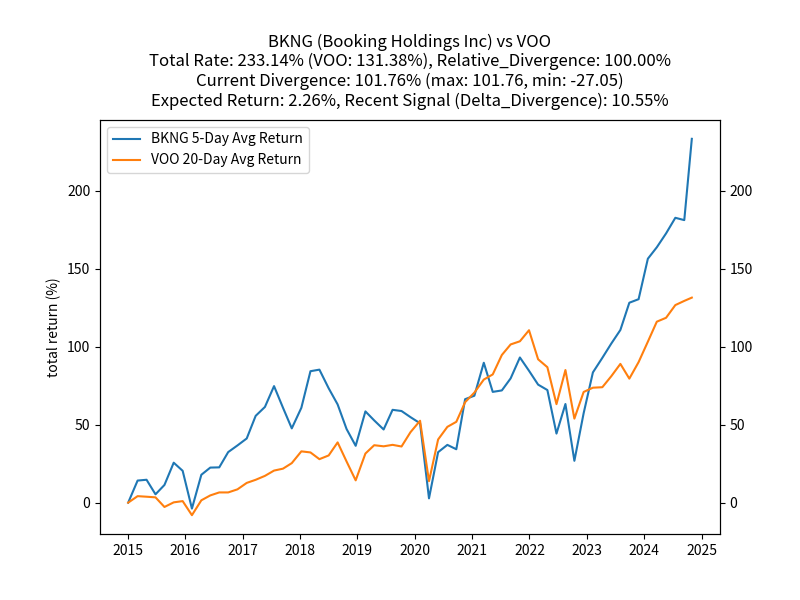 BKNG (Booking Holdings Inc) vs VOO
Total Rate: 233.14% (VOO: 131.38%), Relative_Divergence: 100.00%
Current Divergence: 101.76% (max: 101.76, min: -27.05)
Expected Return: 2.26%, Recent Signal (Delta_Divergence): 10.55%
BKNG 5-Day Avg Return
VOO 20-Day Avg Return
total return (%)
200
150
100
50
0
200
150
100
50
0
2015 2016 2017 2018 2019 2020 2021 2022 2023 2024 2025